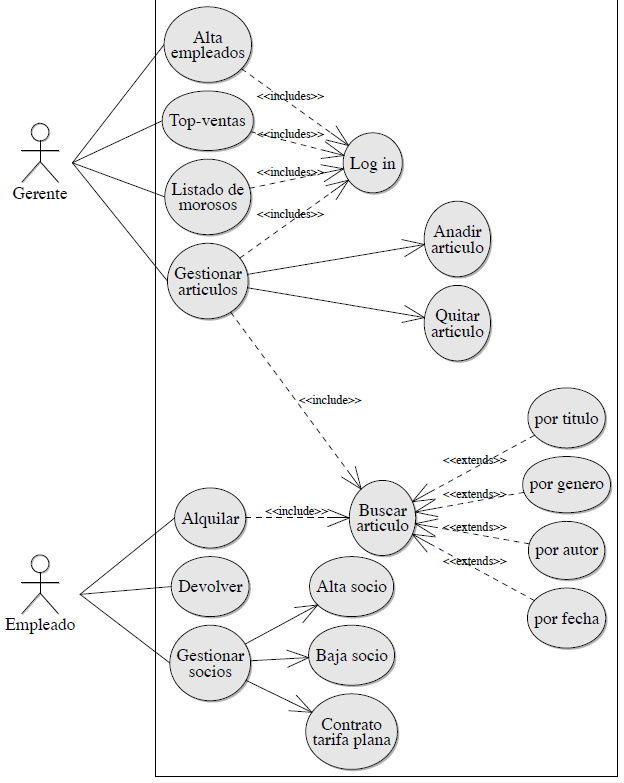 Alta
empleados
<<includes>>
Top-ventas
<<includes>>
Log in
Gerente
Listado de
morosos
<<includes>>
<<includes>>
Gestionar
articulos
Anadir
articulo
Quitar
articulo
<<include>>
por titulo
<<extends>>
por genero
<<extends>>
Alquilar
<<include>>
Buscar
articulo
<<extends>>
por autor
<<extends>>
por fecha
Empleado
Devolver
Alta socio
Gestionar
socios
Baja socio
Contrato
tarifa plana